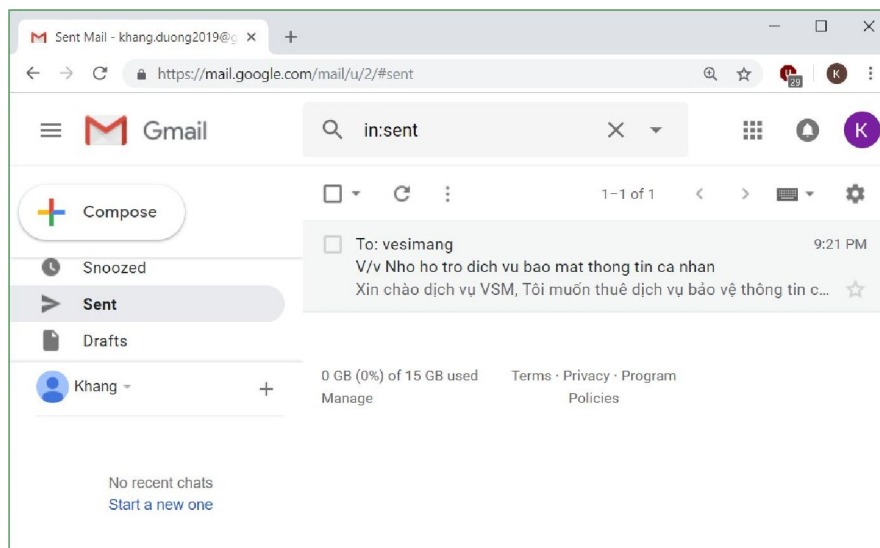 Sent Mail - khang.duong2019@g
https://mail.google.com/mail/u/2/#sent
29
K
Gmail
in:sent
K
Compose
1–1 of 1
Snoozed
Sent
Drafts
To: vesimang
9:21 PM
V/v Nho ho tro dich vu bao mat thong tin ca nhan
Xin chào dịch vụ VSM, Tôi muốn thuê dịch vụ bảo vệ thông tin c...
Khang
0 GB (0%) of 15 GB used
Manage
Terms · Privacy · Program
Policies
No recent chats
Start a new one